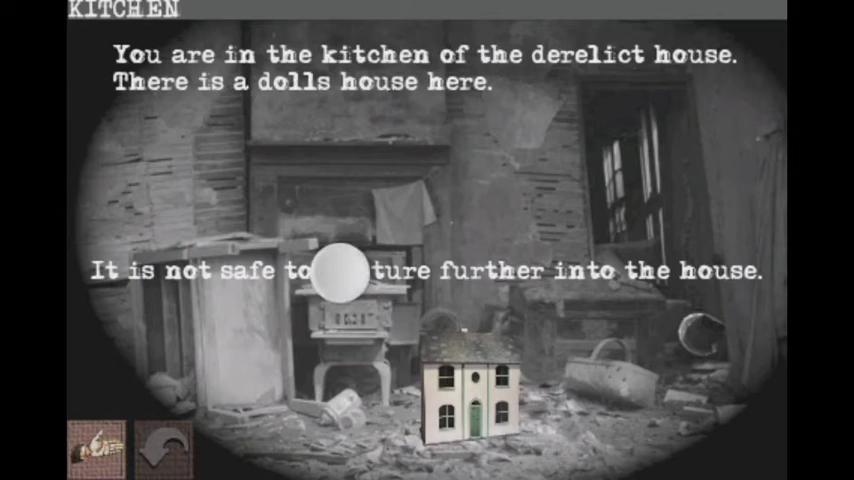 KITCHEN
You are in the kitchen of the derelict house.
There is a dolls house here.
It is not safe to ture further into the house.